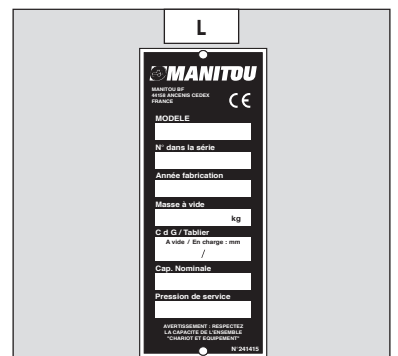 L
MANITOU
MANITOU BF
44158 ANCENIS CEDEX
FRANCE
CE
MODELE
N° dans la série
Année fabrication
Masse à vide
kg
C d G / Tablier
A vide / En charge : mm
/
Cap. Nominale
Pression de service
AVERTISSEMENT : RESPECTEZ
LA CAPACITE DE L'ENSEMBLE
"CHARIOT ET EQUIPEMENT"
N°241415